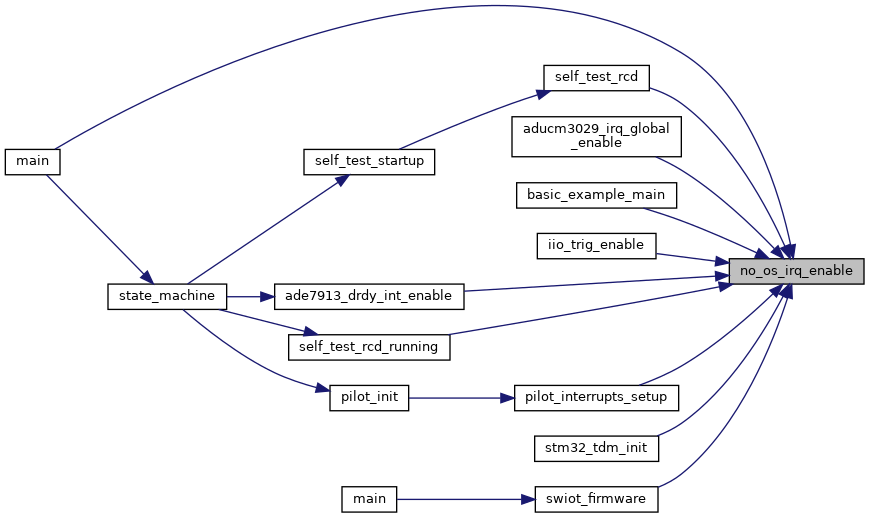 self_test_rcd
aducm3029_irq_global
_enable
main
self_test_startup
basic_example_main
iio_trig_enable
no_os_irq_enable
state_machine
ade7913_drdy_int_enable
self_test_rcd_running
pilot_init
pilot_interrupts_setup
stm32_tdm_init
main
swiot_firmware